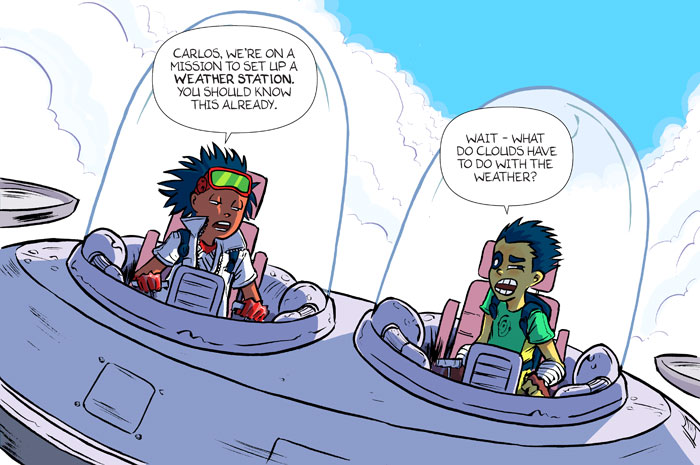 CARLOS, WE'RE ON A
MISSION TO SET UP A
WEATHER STATION.
YOU SHOULD KNOW
THIS ALREADY.
WAIT - WHAT
DO CLOUDS HAVE
TO DO WITH THE
WEATHER?